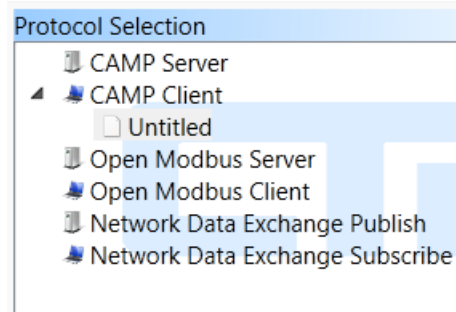 Protocol Selection
CAMP Server
CAMP Client
Untitled
Open Modbus Server
Open Modbus Client
Network Data Exchange Publish
Network Data Exchange Subscribe